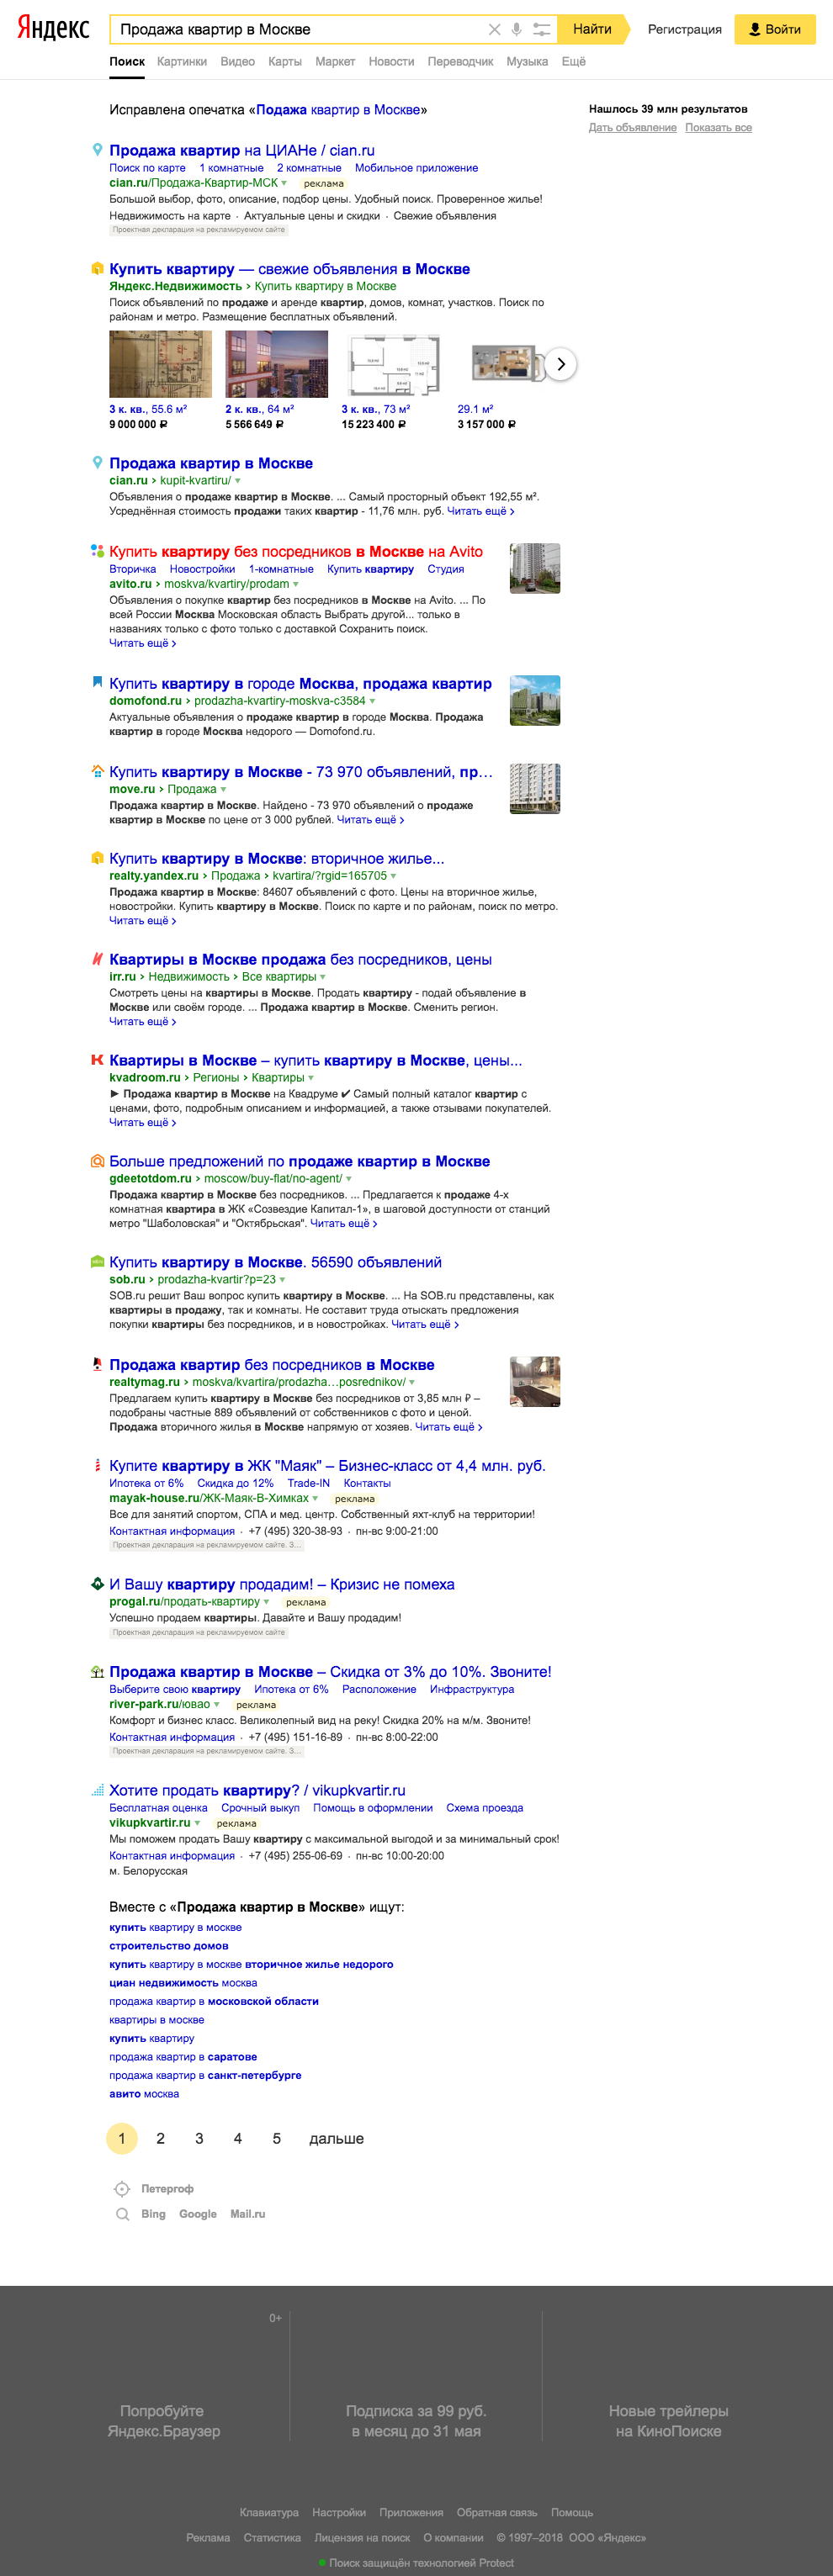 Яндекс
Продажа квартир в Москве
Найти
Регистрация
Войти
Поиск Картинки Видео Карты Маркет Новости Переводчик Музыка Ещё
Исправлена опечатка «Подажа квартир в Москве»
Нашлось 39 млн результатов
Дать объявление Показать все
Продажа квартир на ЦИАНе / cian.ru
Поиск по карте 1 комнатные 2 комнатные Мобильное приложение
cian.ru/Продажа-Квартир-МСК реклама
Большой выбор, фото, описание, подбор цены. Удобный поиск. Проверенное жилье!
Недвижимость на карте · Актуальные цены и скидки · Свежие объявления
Проектная декларация на рекламируемом сайте
Купить квартиру — свежие объявления в Москве
Яндекс.Недвижимость › Купить квартиру в Москве
Поиск объявлений по продаже и аренде квартир, домов, комнат, участков. Поиск по
районам и метро. Размещение бесплатных объявлений.
3 к. кв., 55.6 м² 2 к. кв., 64 м² 3 к. кв., 73 м² 29.1 м²
9 000 000 ₽ 5 566 649 ₽ 15 223 400 ₽ 3 157 000 ₽
Продажа квартир в Москве
cian.ru › kupit-kvartiru/
Объявления о продаже квартир в Москве. ... Самый просторный объект 192,55 м².
Усреднённая стоимость продажи таких квартир - 11,76 млн. руб. Читать ещё ›
Купить квартиру без посредников в Москве на Avito
Вторичка Новостройки 1-комнатные Купить квартиру Студия
avito.ru › moskva/kvartiry/prodam
Объявления о покупке квартир без посредников в Москве на Avito. ... По
всей России Москва Московская область Выбрать другой... только в
названиях только с фото только с доставкой Сохранить поиск.
Читать ещё ›
Купить квартиру в городе Москва, продажа квартир
domofond.ru › prodazha-kvartiry-moskva-c3584
Актуальные объявления о продаже квартир в городе Москва. Продажа
квартир в городе Москва недорого — Domofond.ru.
Купить квартиру в Москве - 73 970 объявлений, пр...
move.ru › Продажа
Продажа квартир в Москве. Найдено - 73 970 объявлений о продаже
квартир в Москве по цене от 3 000 рублей. Читать ещё ›
Купить квартиру в Москве: вторичное жилье...
realty.yandex.ru › Продажа › kvartira/?rgid=165705
Продажа квартир в Москве: 84607 объявлений с фото. Цены на вторичное жилье,
новостройки. Купить квартиру в Москве. Поиск по карте и по районам, поиск по метро.
Читать ещё ›
Квартиры в Москве продажа без посредников, цены
irr.ru › Недвижимость › Все квартиры
Смотреть цены на квартиры в Москве. Продать квартиру - подай объявление в
Москве или своём городе. ... Продажа квартир в Москве. Сменить регион.
Читать ещё ›
Квартиры в Москве – купить квартиру в Москве, цены...
kvadroom.ru › Регионы › Квартиры
► Продажа квартир в Москве на Квадруме ✔ Самый полный каталог квартир с
ценами, фото, подробным описанием и информацией, а также отзывами покупателей.
Читать ещё ›
Больше предложений по продаже квартир в Москве
gdeetotdom.ru › moscow/buy-flat/no-agent/
Продажа квартир в Москве без посредников. ... Предлагается к продаже 4-х
комнатная квартира в ЖК «Созвездие Капитал-1», в шаговой доступности от станций
метро "Шаболовская" и "Октябрьская". Читать ещё ›
Купить квартиру в Москве. 56590 объявлений
sob.ru › prodazha-kvartir?p=23
SOB.ru решит Ваш вопрос купить квартиру в Москве. ... На SOB.ru представлены, как
квартиры в продажу, так и комнаты. Не составит труда отыскать предложения
покупки квартиры без посредников, и в новостройках. Читать ещё ›
Продажа квартир без посредников в Москве
realtymag.ru › moskva/kvartira/prodazha…posrednikov/
Предлагаем купить квартиру в Москве без посредников от 3,85 млн ₽ –
подобраны частные 889 объявлений от собственников с фото и ценой.
Продажа вторичного жилья в Москве напрямую от хозяев. Читать ещё ›
Купите квартиру в ЖК "Маяк" – Бизнес-класс от 4,4 млн. руб.
Ипотека от 6% Скидка до 12% Trade-IN Контакты
mayak-house.ru/ЖК-Маяк-В-Химках реклама
Все для занятий спортом, СПА и мед. центр. Собственный яхт-клуб на территории!
Контактная информация · +7 (495) 320-38-93 · пн-вс 9:00-21:00
Проектная декларация на рекламируемом сайте. З...
И Вашу квартиру продадим! – Кризис не помеха
progal.ru/продать-квартиру реклама
Успешно продаем квартиры. Давайте и Вашу продадим!
Проектная декларация на рекламируемом сайте
Продажа квартир в Москве – Скидка от 3% до 10%. Звоните!
Выберите свою квартиру Ипотека от 6% Расположение Инфраструктура
river-park.ru/ювао реклама
Комфорт и бизнес класс. Великолепный вид на реку! Скидка 20% на м/м. Звоните!
Контактная информация · +7 (495) 151-16-89 · пн-вс 8:00-22:00
Проектная декларация на рекламируемом сайте. З...
Хотите продать квартиру? / vikupkvartir.ru
Бесплатная оценка Срочный выкуп Помощь в оформлении Схема проезда
vikupkvartir.ru реклама
Мы поможем продать Вашу квартиру с максимальной выгодой и за минимальный срок!
Контактная информация · +7 (495) 255-06-69 · пн-вс 10:00-20:00
м. Белорусская
Вместе с «Продажа квартир в Москве» ищут:
купить квартиру в москве
строительство домов
купить квартиру в москве вторичное жилье недорого
циан недвижимость москва
продажа квартир в московской области
квартиры в москве
купить квартиру
продажа квартир в саратове
продажа квартир в санкт-петербурге
авито москва
1 2 3 4 5 дальше
Петергоф
Bing Google Mail.ru
0+
Попробуйте
Яндекс.Браузер
Подписка за 99 руб.
в месяц до 31 мая
Новые трейлеры
на КиноПоиске
Клавиатура Настройки Приложения Обратная связь Помощь
Реклама Статистика Лицензия на поиск О компании © 1997–2018 ООО «Яндекс»
Поиск защищён технологией Protect